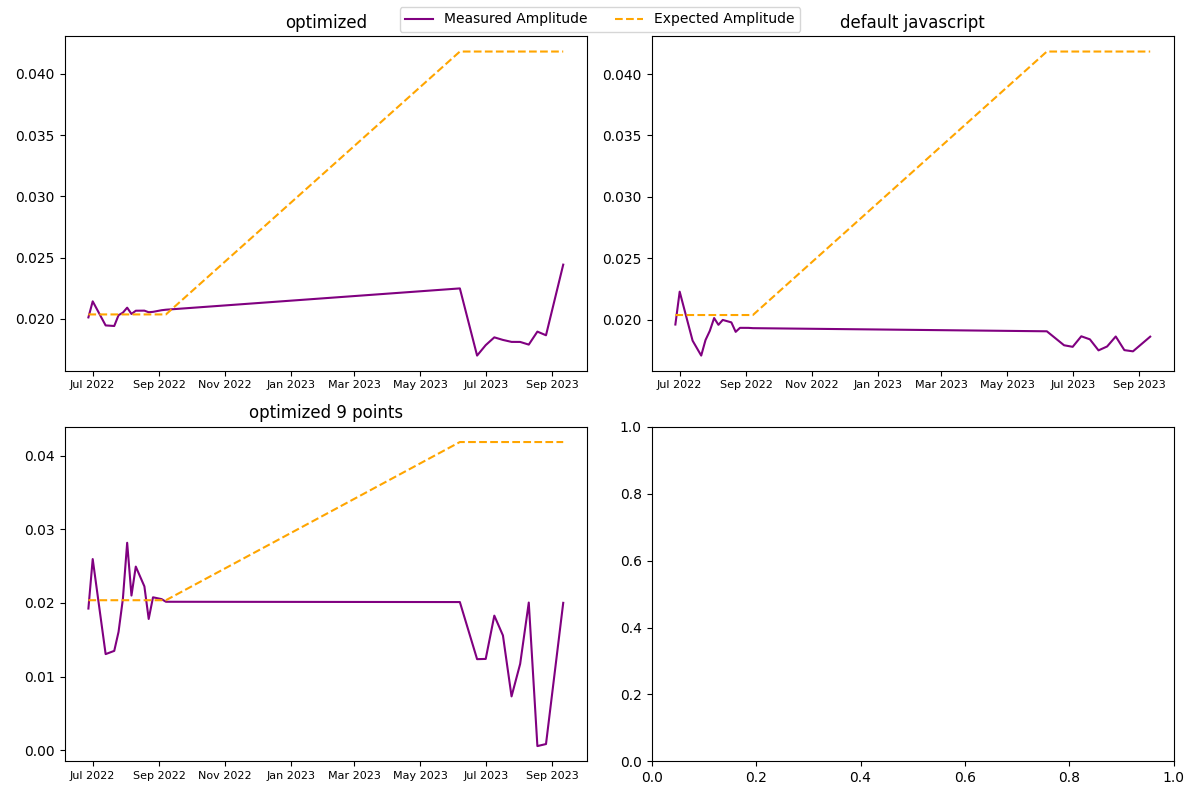 Measured Amplitude Expected Amplitude
optimized
0.040
0.035
0.030
0.025
0.020
Jul 2022 Sep 2022 Nov 2022 Jan 2023 Mar 2023 May 2023 Jul 2023 Sep 2023
default javascript
0.040
0.035
0.030
0.025
0.020
Jul 2022 Sep 2022 Nov 2022 Jan 2023 Mar 2023 May 2023 Jul 2023 Sep 2023
optimized 9 points
0.04
0.03
0.02
0.01
0.00
Jul 2022 Sep 2022 Nov 2022 Jan 2023 Mar 2023 May 2023 Jul 2023 Sep 2023
1.0
0.8
0.6
0.4
0.2
0.0
0.0 0.2 0.4 0.6 0.8 1.0